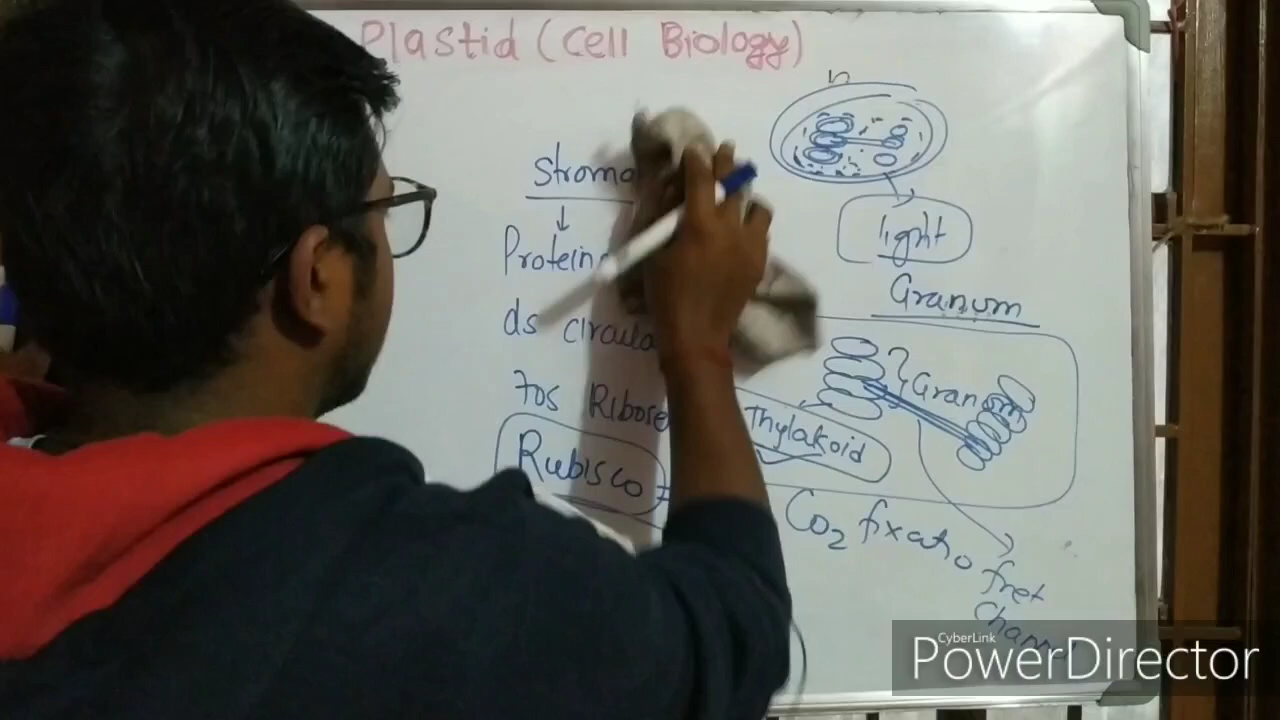 Plastid (Cell Biology)
Stroma
Protein
ds circula
70s Ribose
Rubisco
light
Granum
Granum
Thylakoid
CO2 fixatio
fret
Channel
CyberLink
PowerDirector